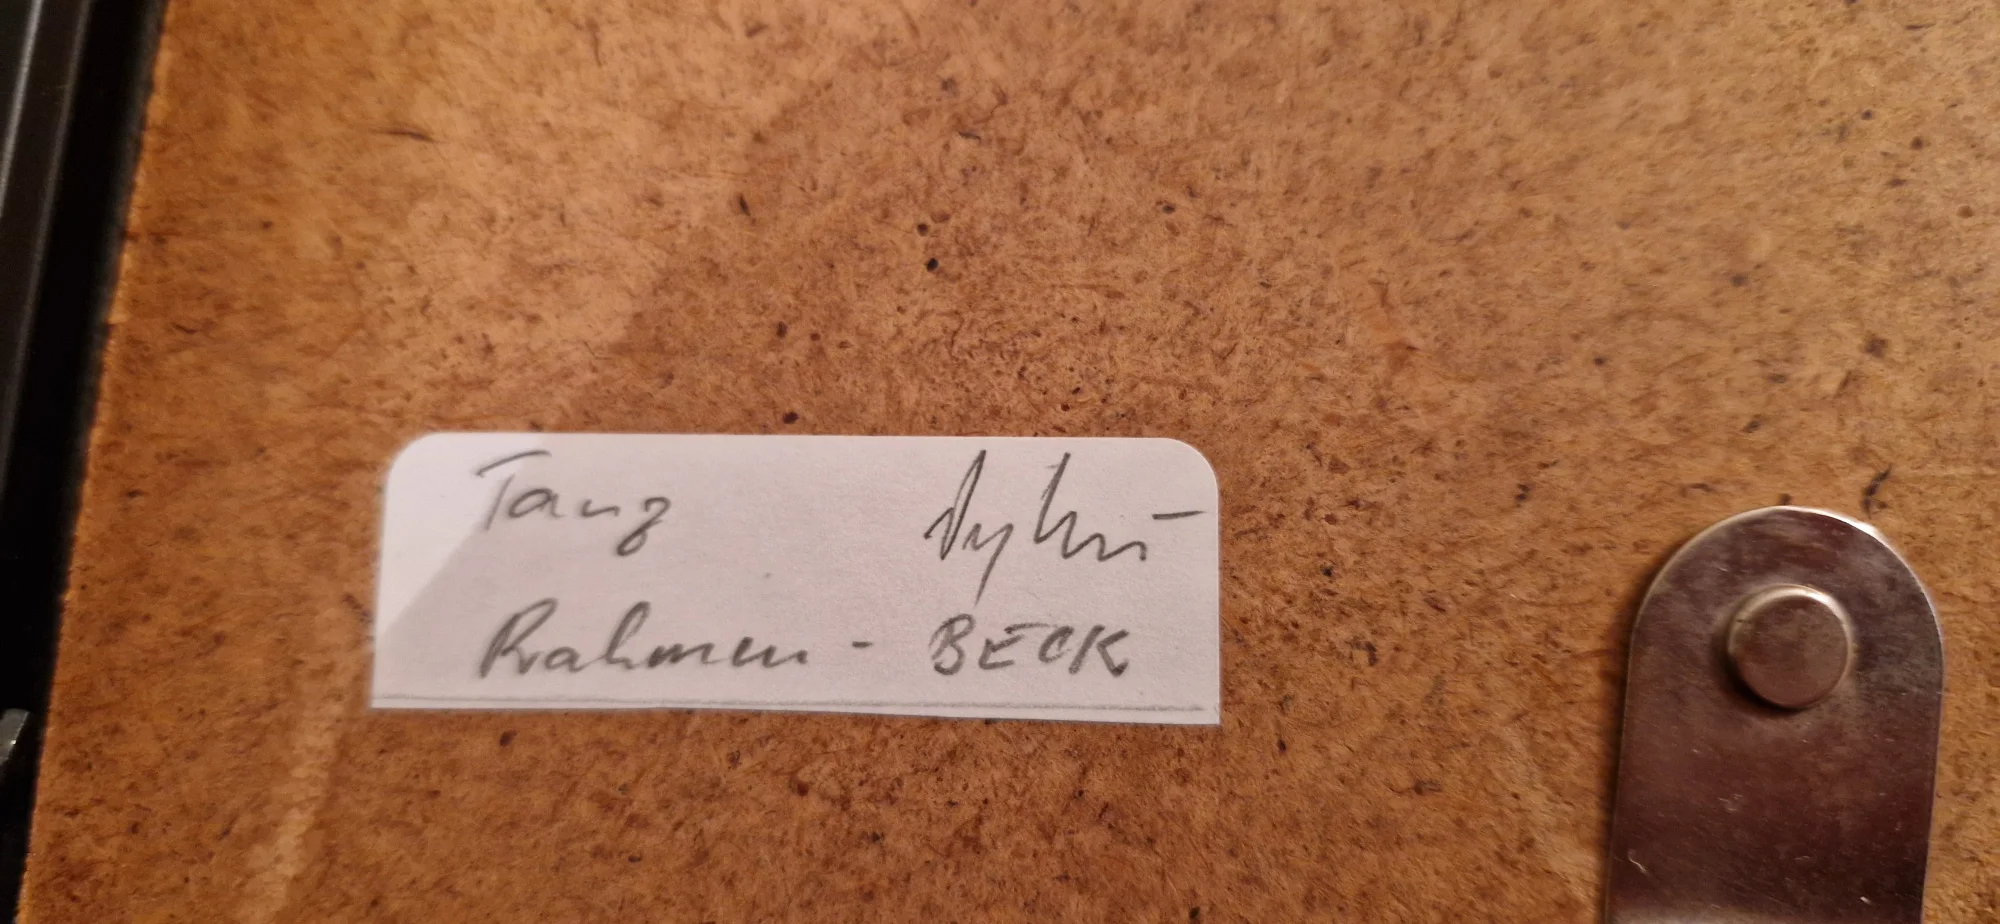 Tanz
Rahmen - BECK